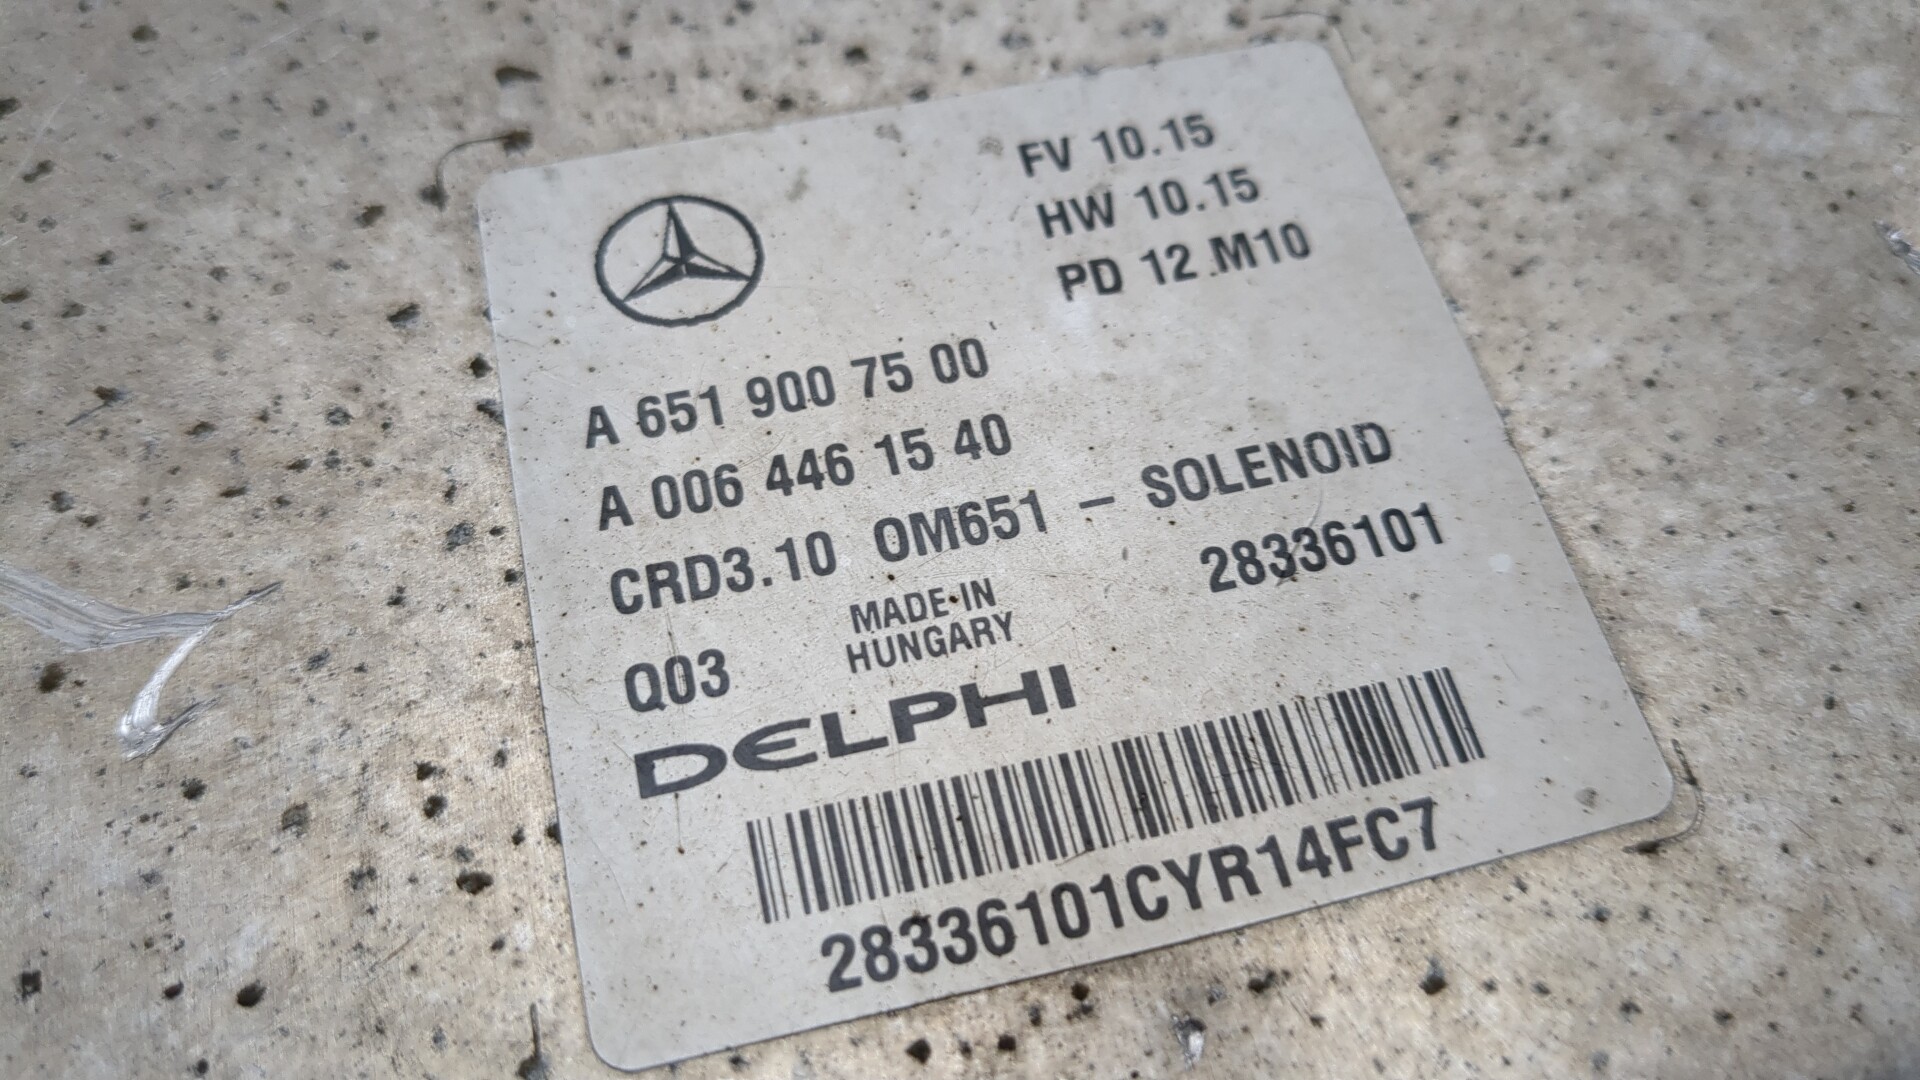 FV 10.15
HW 10.15
PD 12.M10
A 651 900 75 00
A 006 446 15 40
CRD3.10 OM651 – SOLENOID
28336101
MADE IN
HUNGARY
Q03
DELPHI
28336101CYR14FC7